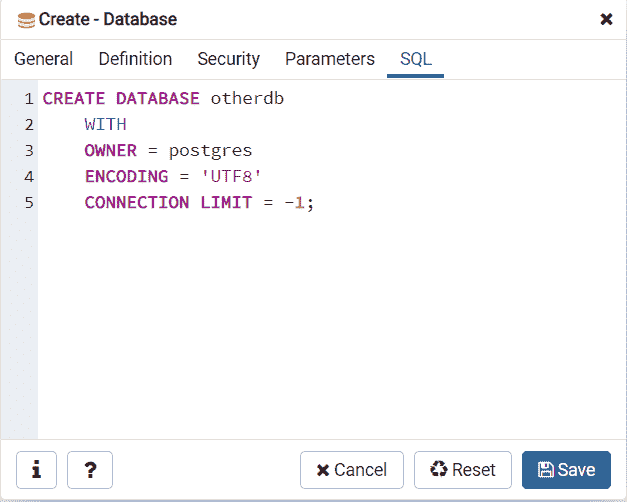 Create - Database
General Definition Security Parameters SQL
1 CREATE DATABASE otherdb
2 WITH
3 OWNER = postgres
4 ENCODING = 'UTF8'
5 CONNECTION LIMIT = -1;
i ? Cancel Reset Save